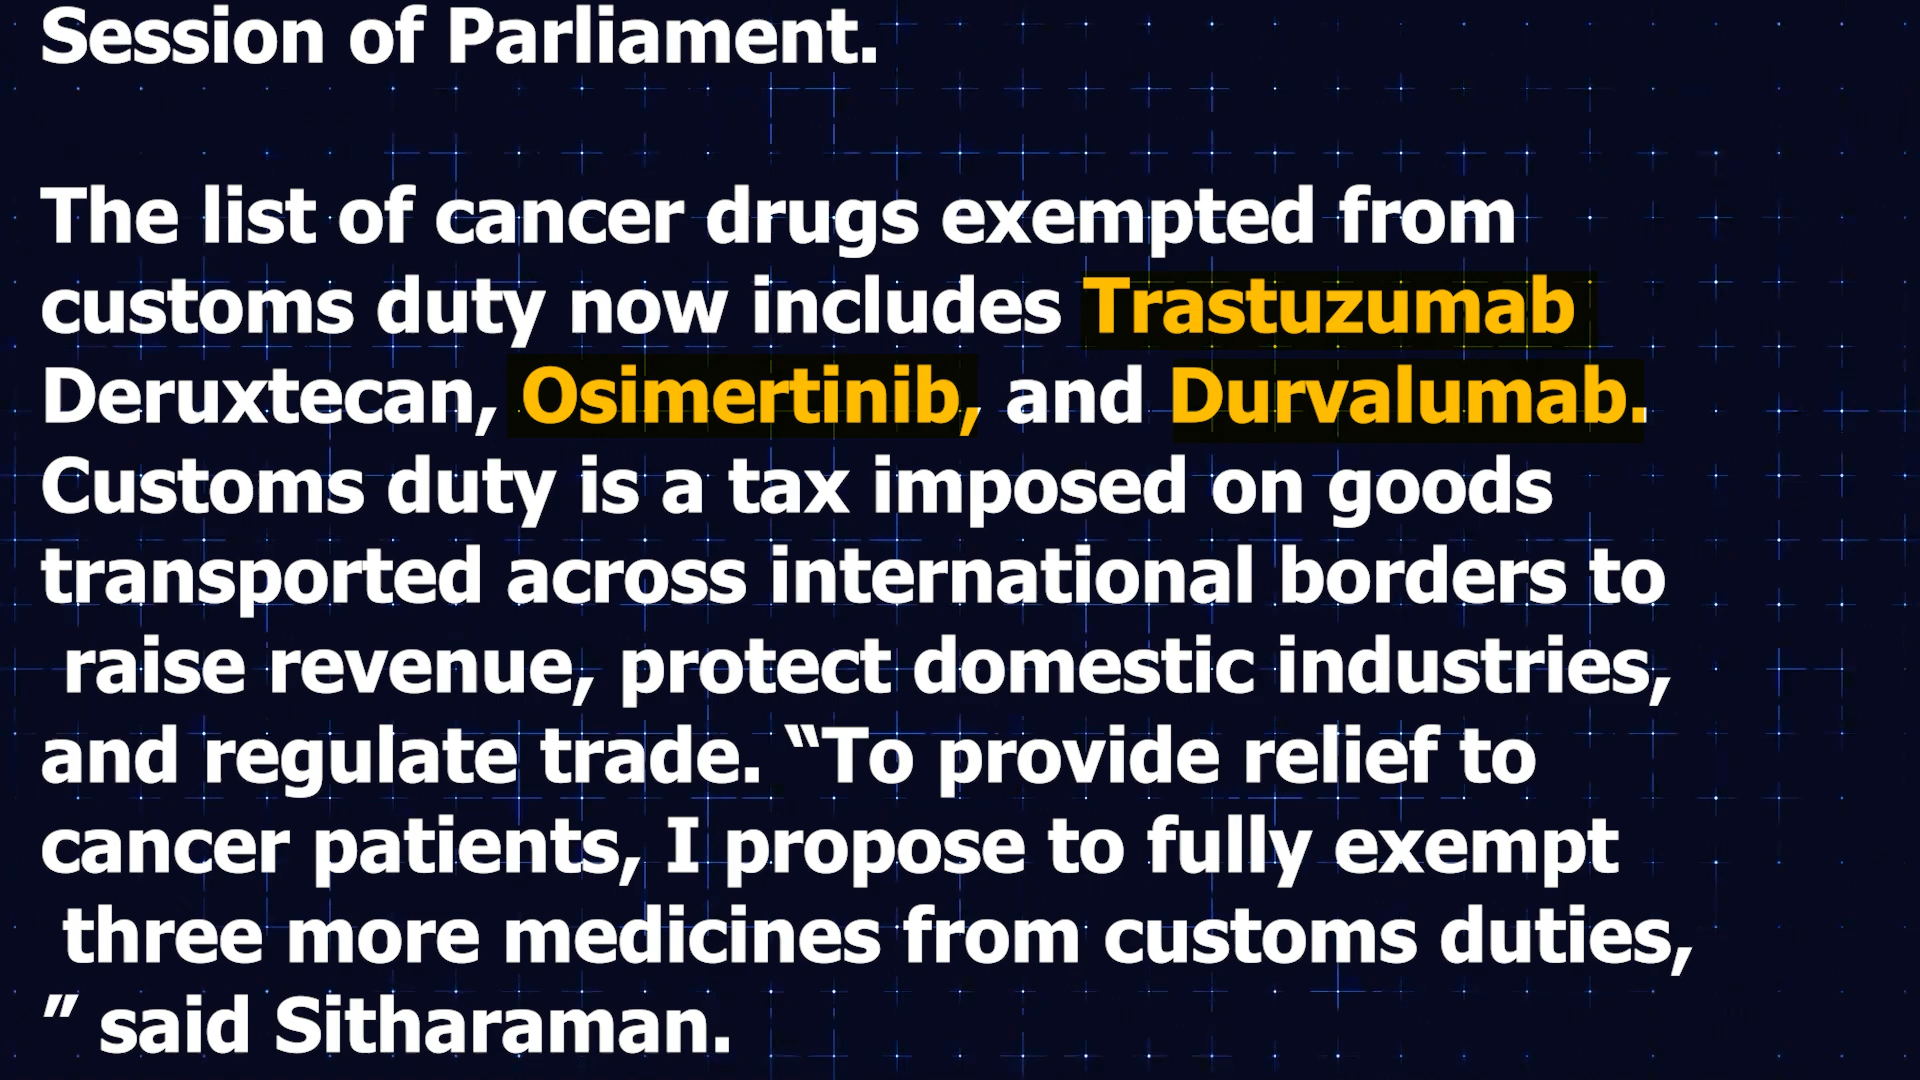 Session of Parliament.
The list of cancer drugs exempted from
customs duty now includes Trastuzumab
Deruxtecan, Osimertinib, and Durvalumab.
Customs duty is a tax imposed on goods
transported across international borders to
raise revenue, protect domestic industries,
and regulate trade. “To provide relief to
cancer patients, I propose to fully exempt
three more medicines from customs duties,
” said Sitharaman.